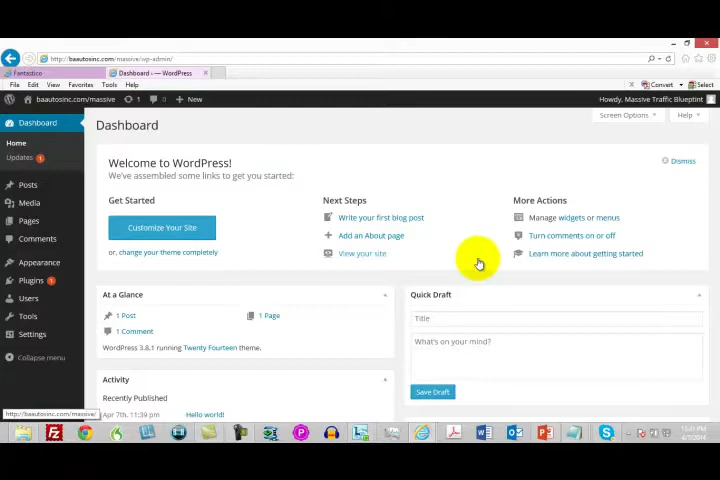 http://baautosinc.com/massive/wp-admin/
Fantastico
Dashboard ‹ — WordPress
File Edit View Favorites Tools Help
Convert Select
baautosinc.com/massive 1 0 + New
Howdy, Massive Traffic Blueptint
Dashboard
Home
Updates 1
Posts
Media
Pages
Comments
Appearance
Plugins 1
Users
Tools
Settings
Collapse menu
Dashboard
Screen Options
Help
Welcome to WordPress!
We've assembled some links to get you started:
Dismiss
Get Started
Customize Your Site
or, change your theme completely
Next Steps
Write your first blog post
Add an About page
View your site
More Actions
Manage widgets or menus
Turn comments on or off
Learn more about getting started
At a Glance
1 Post
1 Page
1 Comment
WordPress 3.8.1 running Twenty Fourteen theme.
Activity
Recently Published
Apr 7th, 11:39 pm Hello world!
Quick Draft
Title
What's on your mind?
Save Draft
http://baautosinc.com/massive/